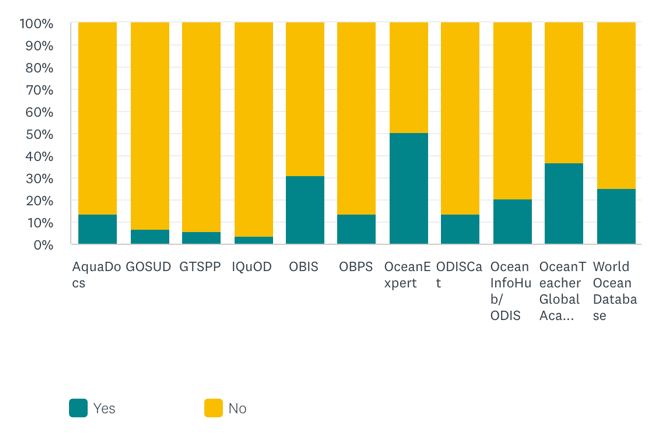 100%
90%
80%
70%
60%
50%
40%
30%
20%
10%
0%
AquaDo
cs
GOSUD
GTSPP
IQuOD
OBIS
OBPS
OceanE
xpert
ODISCa
t
Ocean
InfoHu
b/
ODIS
OceanT
eacher
Global
Aca...
World
Ocean
Databa
se
Yes
No